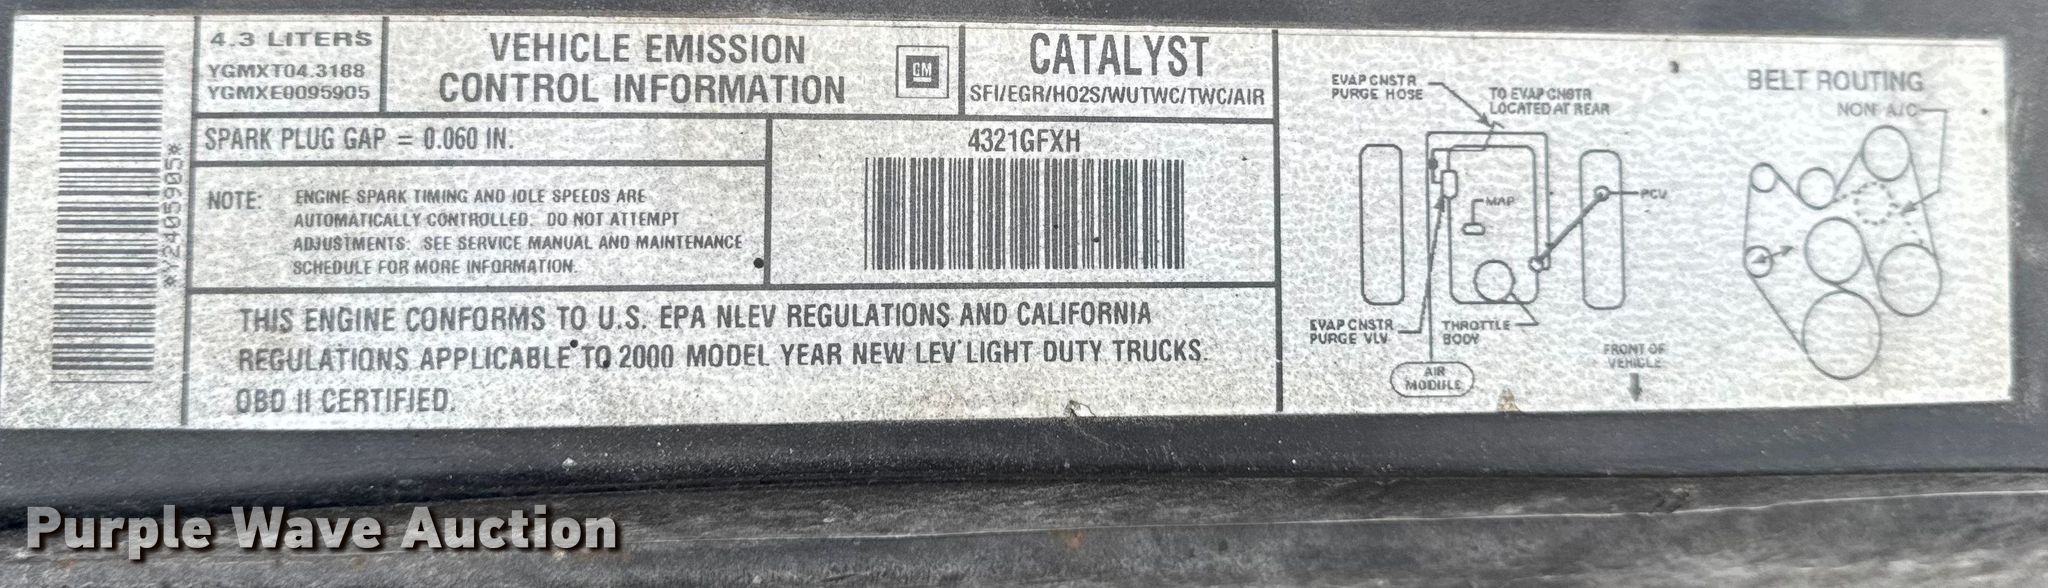 *Y24059O5*
4.3 LITERS
YGMXT04.3188
YGMXE0095905
VEHICLE EMISSION
CONTROL INFORMATION
GM
CATALYST
SFI/EGR/HO2S/WUTWC/TWC/AIR
SPARK PLUG GAP = 0.060 IN.
NOTE: ENGINE SPARK TIMING AND IDLE SPEEDS ARE
AUTOMATICALLY CONTROLLED. DO NOT ATTEMPT
ADJUSTMENTS: SEE SERVICE MANUAL AND MAINTENANCE
SCHEDULE FOR MORE INFORMATION.
4321GFXH
THIS ENGINE CONFORMS TO U.S. EPA NLEV REGULATIONS AND CALIFORNIA
REGULATIONS APPLICABLE TO 2000 MODEL YEAR NEW LEV LIGHT DUTY TRUCKS.
OBD II CERTIFIED.
EVAP CNSTR
PURGE HOSE
TO EVAP CNSTR
LOCATED AT REAR
MAP
PCV
EVAP CNSTR
PURGE VLV
THROTTLE
BODY
AIR
MODULE
FRONT OF
VEHICLE
BELT ROUTING
NON A/C
Purple Wave Auction